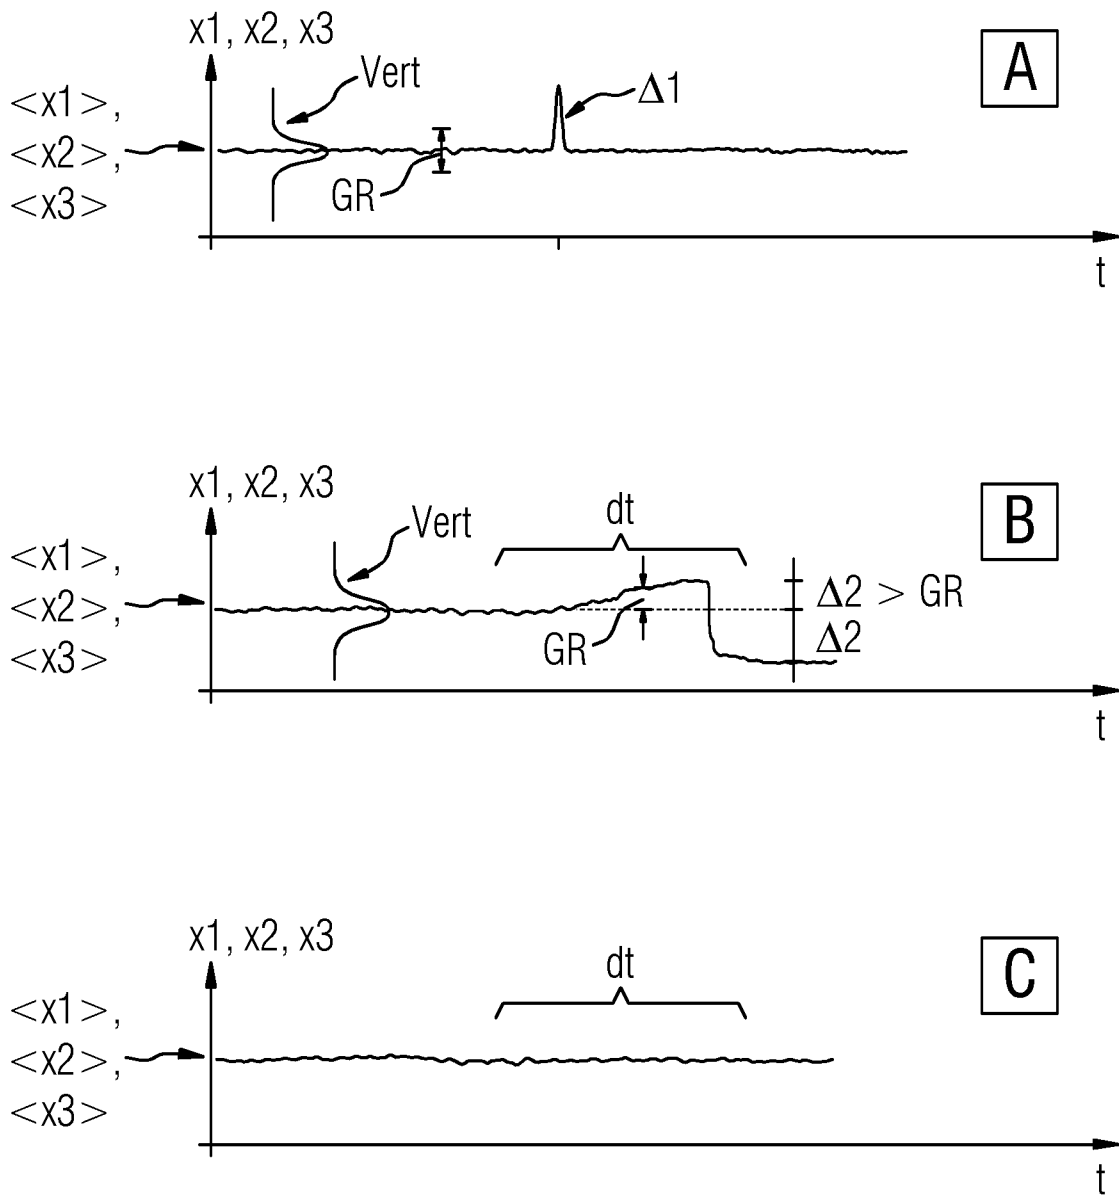 x1, x2, x3
A
Vert
Δ1
<x1>,
<x2>,
<x3>
GR
t
x1, x2, x3
B
dt
Vert
<x1>,
<x2>,
<x3>
Δ2 > GR
GR
Δ2
t
x1, x2, x3
C
dt
<x1>,
<x2>,
<x3>
t